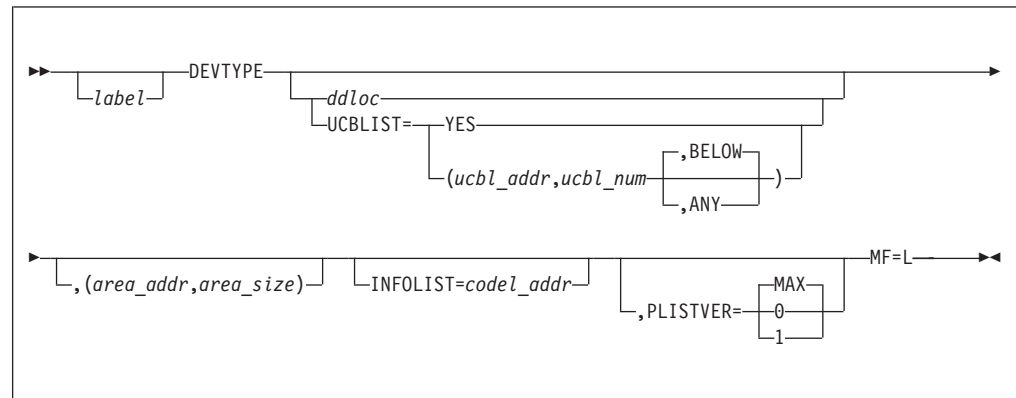 DEVTYPE
label
ddloc
UCBLIST= YES
,BELOW
(ucbl_addr,ucbl_num )
,ANY
MF=L
,(area_addr,area_size) INFOLIST=codel_addr MAX
,PLISTVER= 0
1